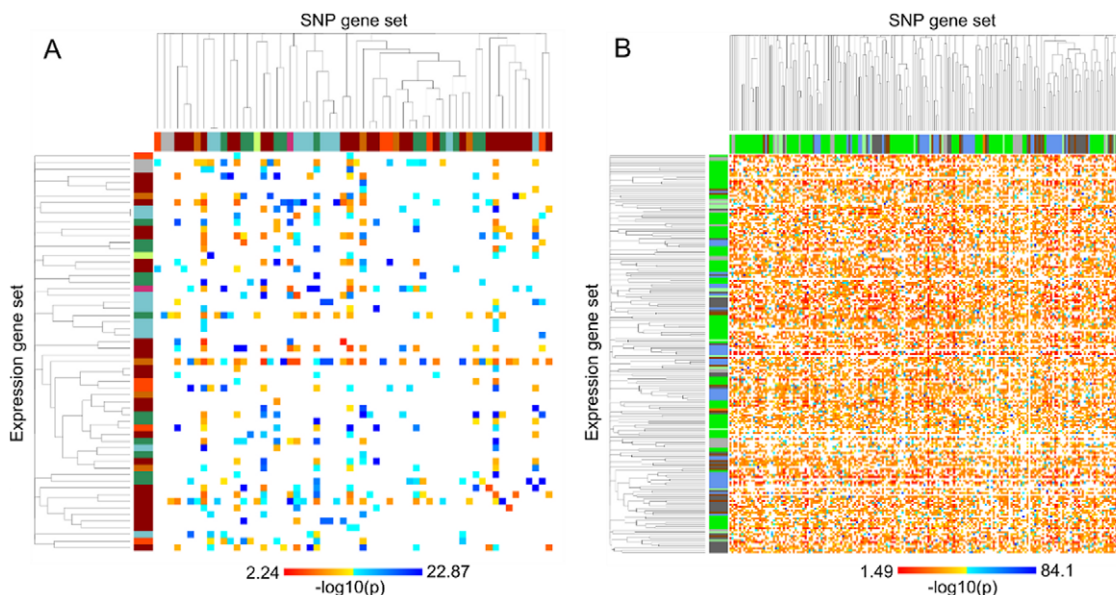 SNP gene set
A
Expression gene set
2.24 22.87
-log10(p)
SNP gene set
B
Expression gene set
1.49 84.1
-log10(p)